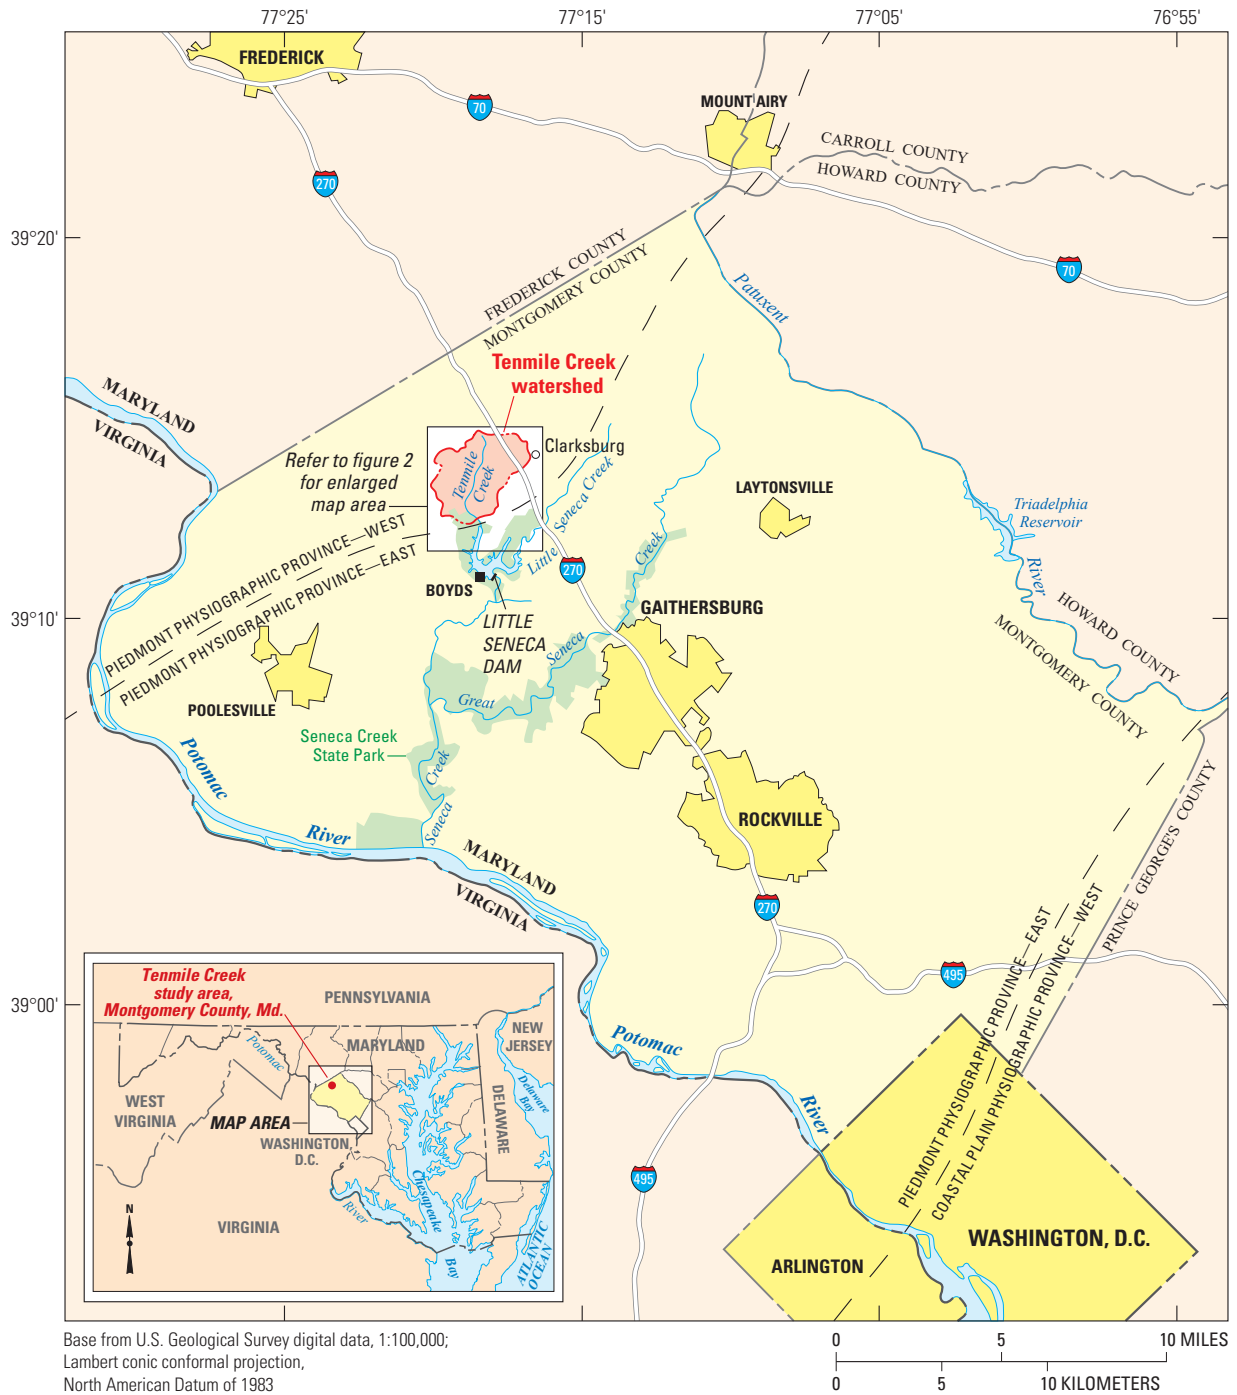 77°25'
77°15'
77°05'
76°55'
FREDERICK
70
MOUNT AIRY
CARROLL COUNTY
HOWARD COUNTY
270
39°20'
FREDERICK COUNTY
MONTGOMERY COUNTY
70
Patuxent
Tenmile Creek
watershed
MARYLAND
VIRGINIA
Clarksburg
Refer to figure 2
for enlarged
map area
Tenmile
Creek
Little Seneca Creek
LAYTONSVILLE
Triadelphia
Reservoir
River
PIEDMONT PHYSIOGRAPHIC PROVINCE—WEST
PIEDMONT PHYSIOGRAPHIC PROVINCE—EAST
Creek
270
BOYDS
39°10'
GAITHERSBURG
LITTLE
SENECA
DAM
HOWARD COUNTY
MONTGOMERY COUNTY
Seneca
Great
POOLESVILLE
Seneca Creek
State Park
Creek
Seneca
Potomac
River
ROCKVILLE
MARYLAND
VIRGINIA
PRINCE GEORGE'S COUNTY
270
495
PIEDMONT PHYSIOGRAPHIC PROVINCE—EAST
COASTAL PLAIN PHYSIOGRAPHIC PROVINCE—WEST
39°00'
Potomac
River
495
WASHINGTON, D.C.
ARLINGTON
Tenmile Creek
study area,
Montgomery County, Md.
PENNSYLVANIA
NEW
JERSEY
MARYLAND
Potomac
WEST
VIRGINIA
MAP AREA
WASHINGTON
D.C.
DELAWARE
Delaware
Bay
Chesapeake
Bay
River
VIRGINIA
ATLANTIC
OCEAN
N
Base from U.S. Geological Survey digital data, 1:100,000;
Lambert conic conformal projection,
North American Datum of 1983
0 5 10 MILES
0 5 10 KILOMETERS